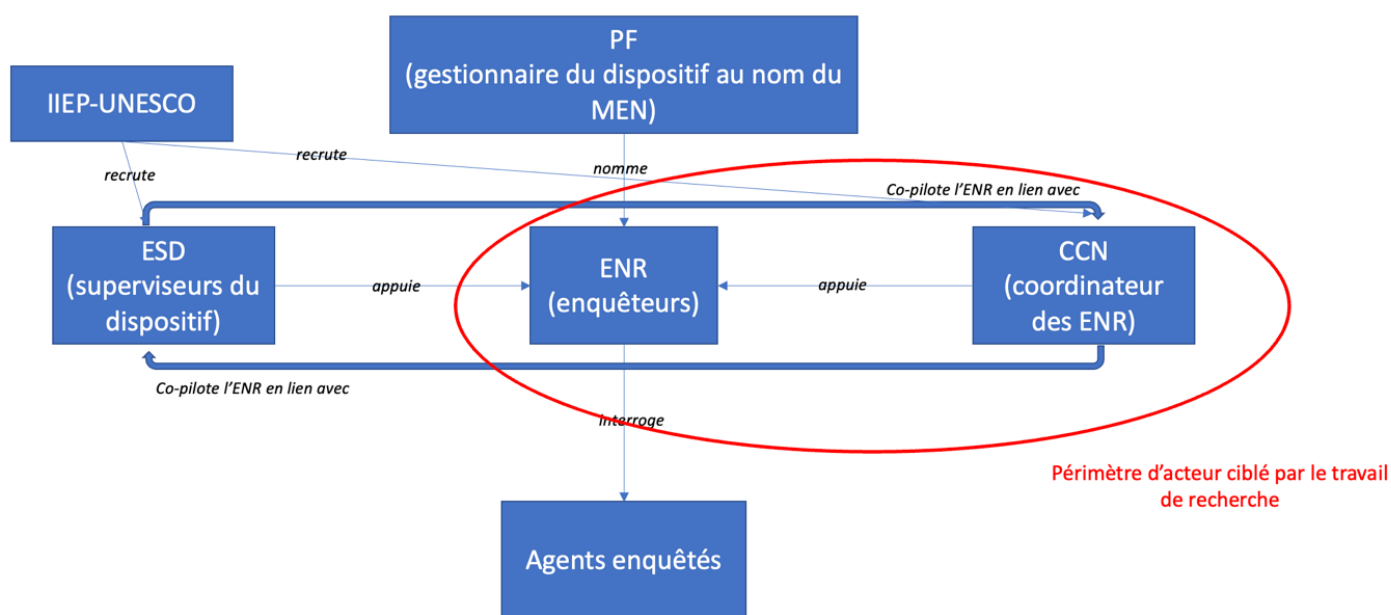 PF
(gestionnaire du dispositif au nom du
MEN)
IIEP-UNESCO
recrute
recrute
nomme
Co-pilote l’ENR en lien avec
ESD
(superviseurs du
dispositif)
appuie
ENR
(enquêteurs)
appuie
CCN
(coordinateur
des ENR)
Co-pilote l’ENR en lien avec
interroge
Périmètre d’acteur ciblé par le travail
de recherche
Agents enquêtés